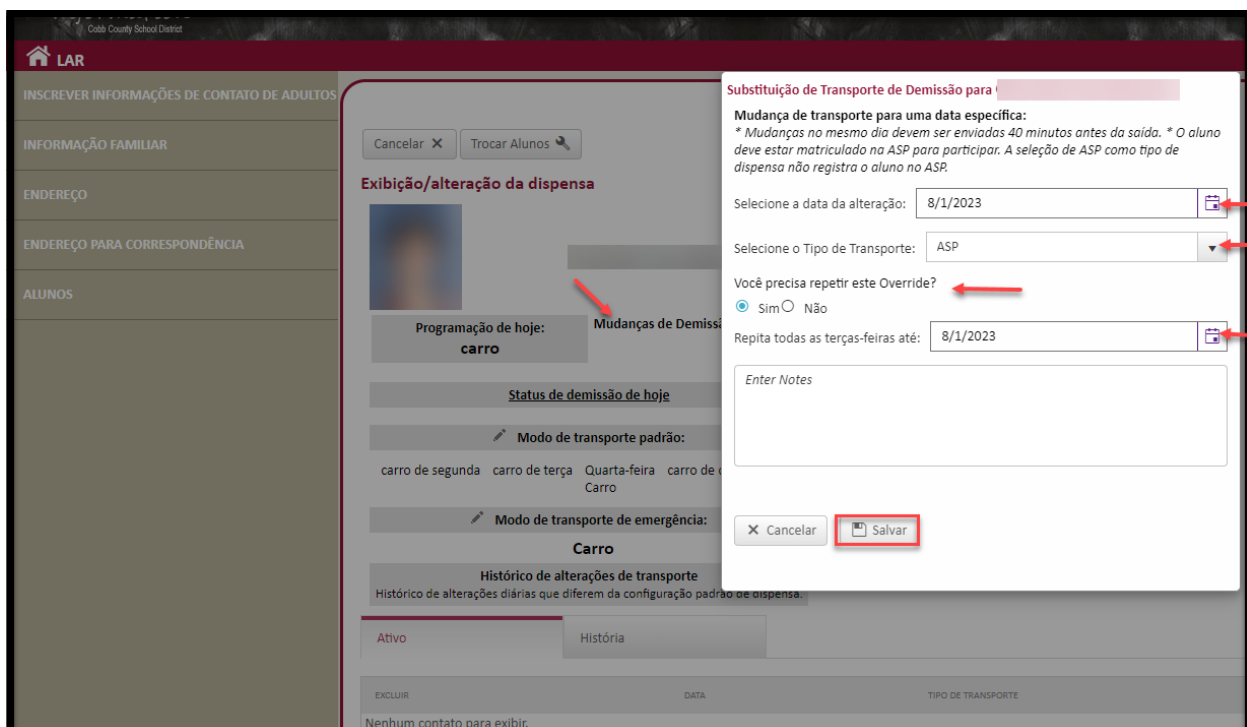 Cobb County School District
LAR
INSCREVER INFORMAÇÕES DE CONTATO DE ADULTOS
INFORMAÇÃO FAMILIAR
ENDEREÇO
ENDEREÇO PARA CORRESPONDÊNCIA
ALUNOS
Cancelar
Trocar Alunos
Exibição/alteração da dispensa
Programação de hoje:
carro
Mudanças de
Status de demissão de hoje
Modo de transporte padrão:
carro de segunda carro de terça Quarta-feira carro de
Carro
Modo de transporte de emergência:
Carro
Histórico de alterações de transporte
Histórico de alterações diárias que diferem da configuração padrão de dispensa.
Ativo
História
EXCLUIR DATA TIPO DE TRANSPORTE
Nenhum contato para exibir.
Substituição de Transporte de Demissão para
Mudança de transporte para uma data específica:
* Mudanças no mesmo dia devem ser enviadas 40 minutos antes da saída. * O aluno
deve estar matriculado na ASP para participar. A seleção de ASP como tipo de
dispensa não registra o aluno no ASP.
Selecione a data da alteração: 8/1/2023
Selecione o Tipo de Transporte: ASP
Você precisa repetir este Override?
Sim Não
Repita todas as terças-feiras até: 8/1/2023
Enter Notes
Cancelar
Salvar